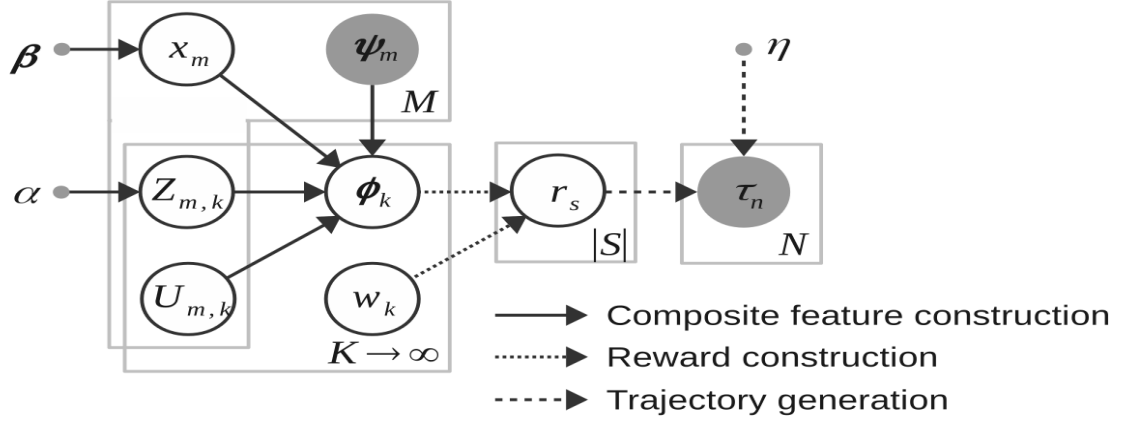 β x_m ψ_m M η
α Z_{m,k} ϕ_k r_s |S| τ_n N
U_{m,k} w_k K → ∞
Composite feature construction
Reward construction
Trajectory generation